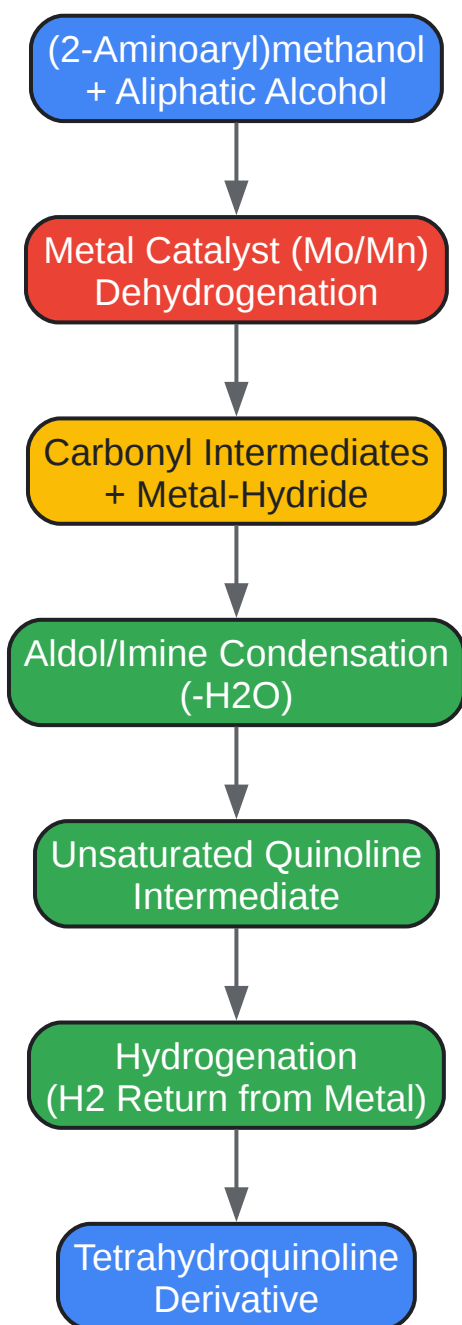 (2-Aminoaryl)methanol
+ Aliphatic Alcohol
Metal Catalyst (Mo/Mn)
Dehydrogenation
Carbonyl Intermediates
+ Metal-Hydride
Aldol/Imine Condensation
(-H2O)
Unsaturated Quinoline
Intermediate
Hydrogenation
(H2 Return from Metal)
Tetrahydroquinoline
Derivative